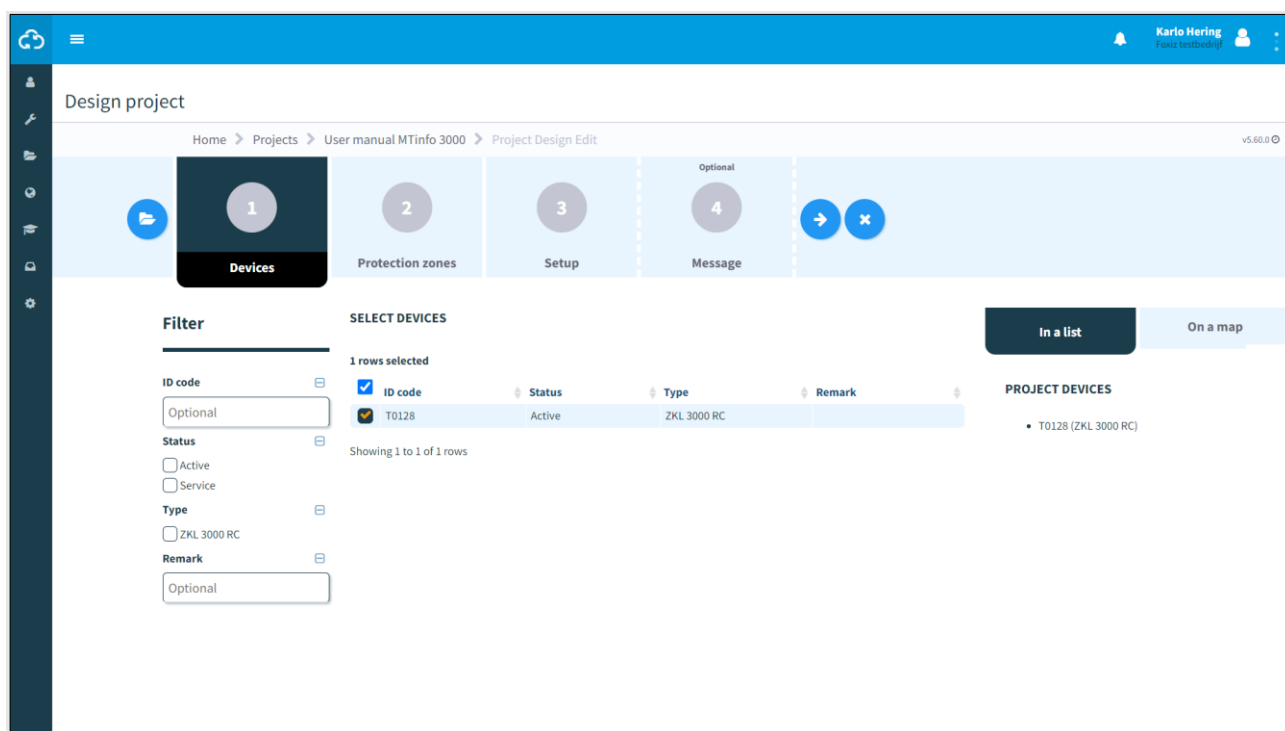 Karlo Hering
Foxiz testbedrijf
Design project
Home Projects User manual MTinfo 3000 Project Design Edit
v5.60.0
1
Devices
2
Protection zones
3
Setup
Optional
4
Message
Filter
ID code
Optional
Status
Active
Service
Type
ZKL 3000 RC
Remark
Optional
SELECT DEVICES
1 rows selected
ID code Status Type Remark
T0128 Active ZKL 3000 RC
Showing 1 to 1 of 1 rows
In a list
On a map
PROJECT DEVICES
• T0128 (ZKL 3000 RC)